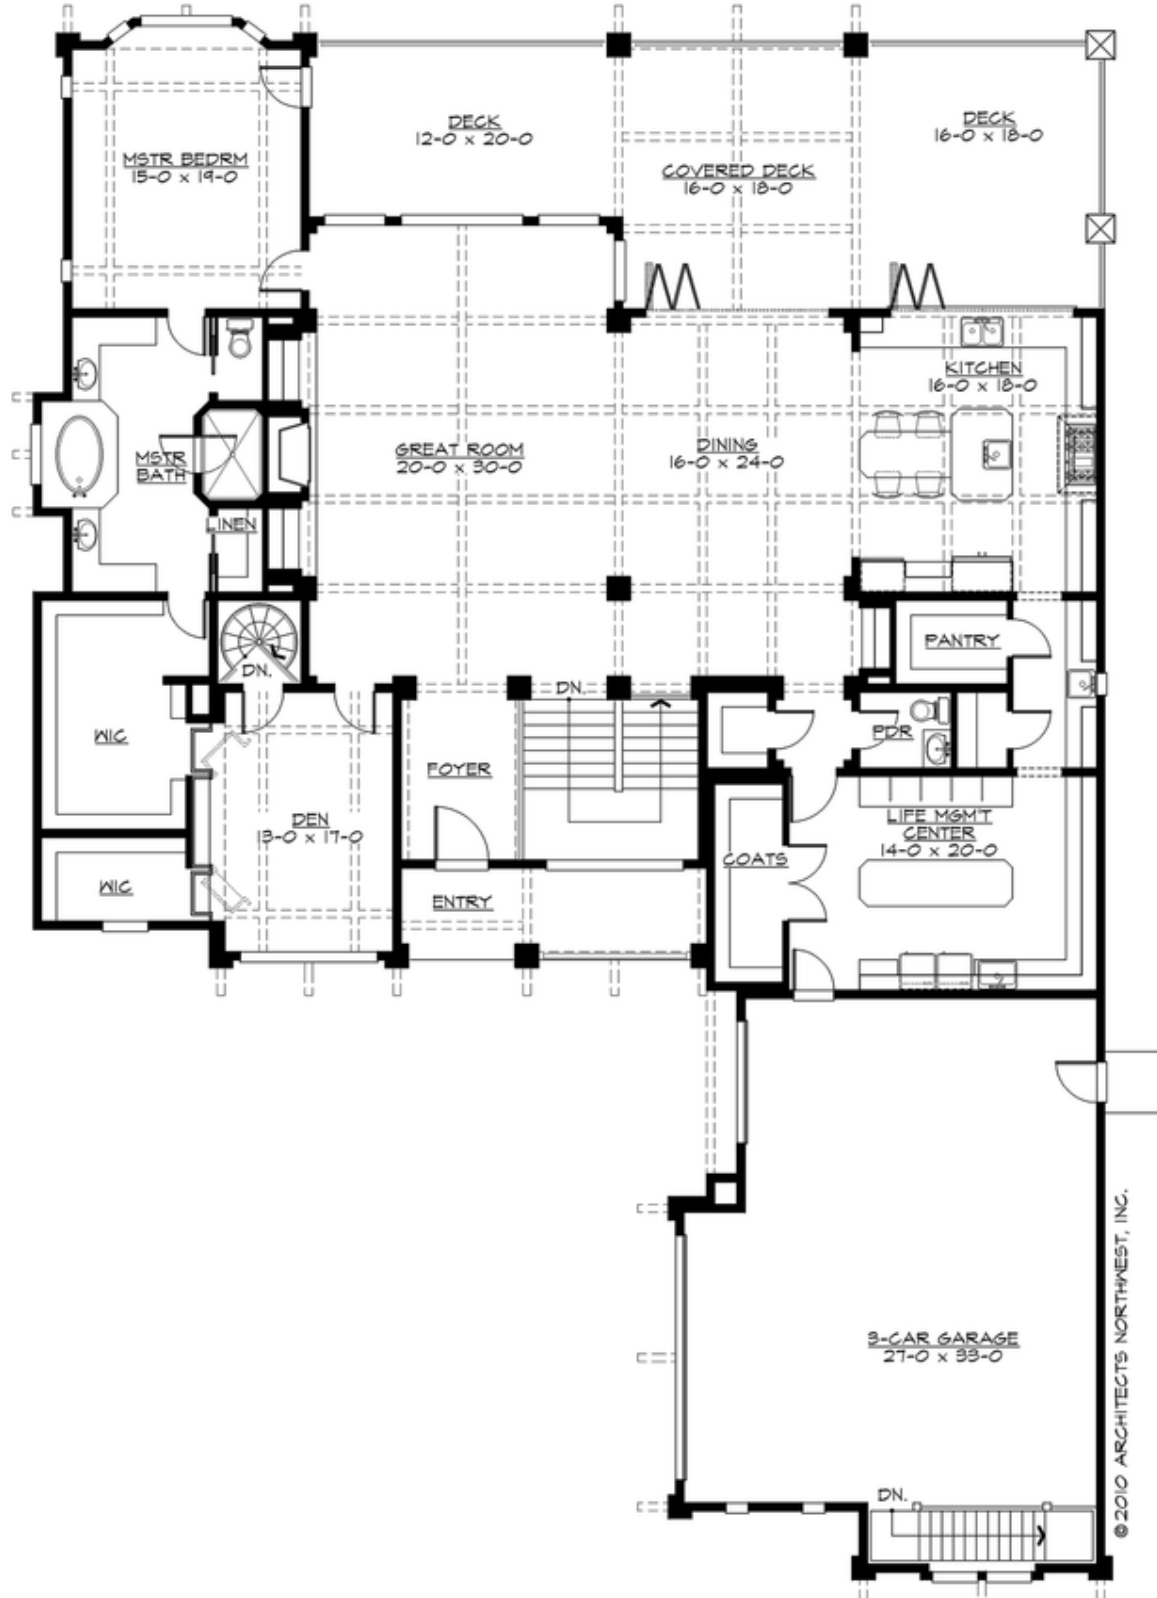 DECK
12-0 x 20-0
DECK
16-0 x 18-0
MSTR BEDRM
15-0 x 19-0
COVERED DECK
16-0 x 18-0
KITCHEN
16-0 x 18-0
GREAT ROOM
20-0 x 30-0
DINING
16-0 x 24-0
MSTR
BATH
LINEN
PANTRY
DN.
DN.
WIC
PDR
FOYER
DEN
13-0 x 17-0
LIFE MGM'T
CENTER
14-0 x 20-0
COATS
WIC
ENTRY
3-CAR GARAGE
27-0 x 33-0
DN.
©2010 ARCHITECTS NORTHWEST, INC.